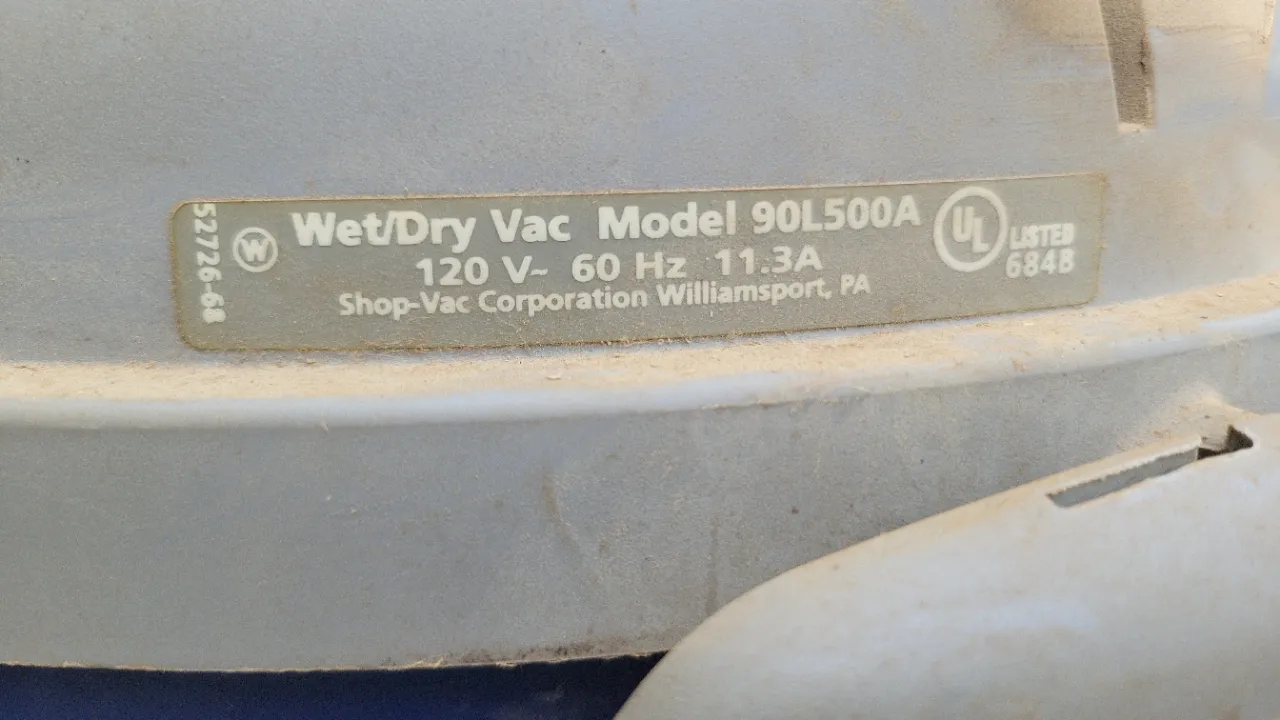 52726-68
W
Wet/Dry Vac Model 90L500A
120 V~ 60 Hz 11.3A
Shop-Vac Corporation Williamsport, PA
UL
LISTED
684B